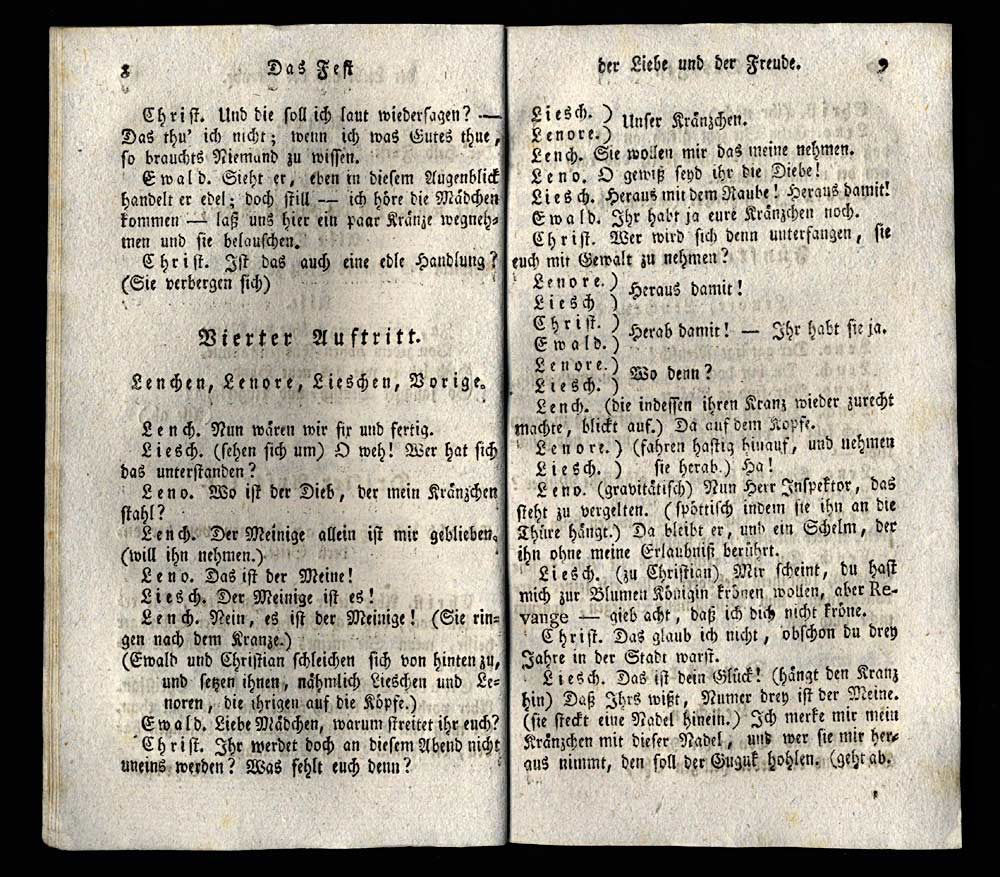 8 Das Fest
Christ. Und die soll ich laut wiedersagen? —
Das thu' ich nicht; wenn ich was Gutes thue,
so brauchts Niemand zu wissen.
Ewald. Sieht er, eben in diesem Augenblick
handelt er edel; doch still — ich höre die Mädchen
kommen — laß uns hier ein paar Kränze wegneh-
men und sie belauschen.
Christ. Ist das auch eine edle Handlung?
(Sie verbergen sich)
Vierter Auftritt.
Lenchen, Lenore, Lieschen, Vorige.
Lench. Nun wären wir fix und fertig.
Liesch. (sehen sich um) O weh! Wer hat sich
das unterstanden?
Leno. Wo ist der Dieb, der mein Kränzchen
stahl?
Lench. Der Meinige allein ist mir geblieben.
(will ihn nehmen.)
Leno. Das ist der Meine!
Liesch. Der Meinige ist es!
Lench. Nein, es ist der Meinige! (Sie rin-
gen nach dem Kranze.)
(Ewald und Christian schleichen sich von hinten zu,
und setzen ihnen, nähmlich Lieschen und Le-
noren, die ihrigen auf die Köpfe.)
Ewald. Liebe Mädchen, warum streitet ihr euch?
Christ. Ihr werdet doch an diesem Abend nicht
uneins werden? Was fehlt euch denn?
der Liebe und der Freude. 9
Liesch. )
Lenore. ) Unser Kränzchen.
Lench. Sie wollen mir das meine nehmen.
Leno. O gewiß seyd ihr die Diebe!
Liesch. Heraus mit dem Raube! Heraus damit!
Ewald. Ihr habt ja eure Kränzchen noch.
Christ. Wer wird sich denn unterfangen, sie
euch mit Gewalt zu nehmen?
Lenore. )
Liesch ) Heraus damit!
Christ. )
Ewald. ) Herab damit! — Ihr habt sie ja.
Lenore. )
Liesch. ) Wo denn?
Lench. (die indessen ihren Kranz wieder zurecht
machte, blickt auf.) Da auf dem Kopfe.
Lenore. ) (fahren hastig hinauf, und nehmen
Liesch. ) sie herab.) Ha!
Leno. (gravitätisch) Nun Herr Inspektor, das
steht zu vergelten. (spöttisch indem sie ihn an die
Thüre hängt.) Da bleibt er, und ein Schelm, der
ihn ohne meine Erlaubniß berührt.
Liesch. (zu Christian) Mir scheint, du hast
mich zur Blumen Königin krönen wollen, aber Re-
vange — gieb acht, daß ich dich nicht kröne.
Christ. Das glaub ich nicht, obschon du drey
Jahre in der Stadt warst.
Liesch. Das ist dein Glück! (hängt den Kranz
hin) Daß Ihrs wißt, Numer drey ist der Meine.
(sie steckt eine Nadel hinein.) Ich merke mir mein
Kränzchen mit dieser Nadel, und wer sie mir her-
aus nimmt, den soll der Guguk hohlen. (geht ab.